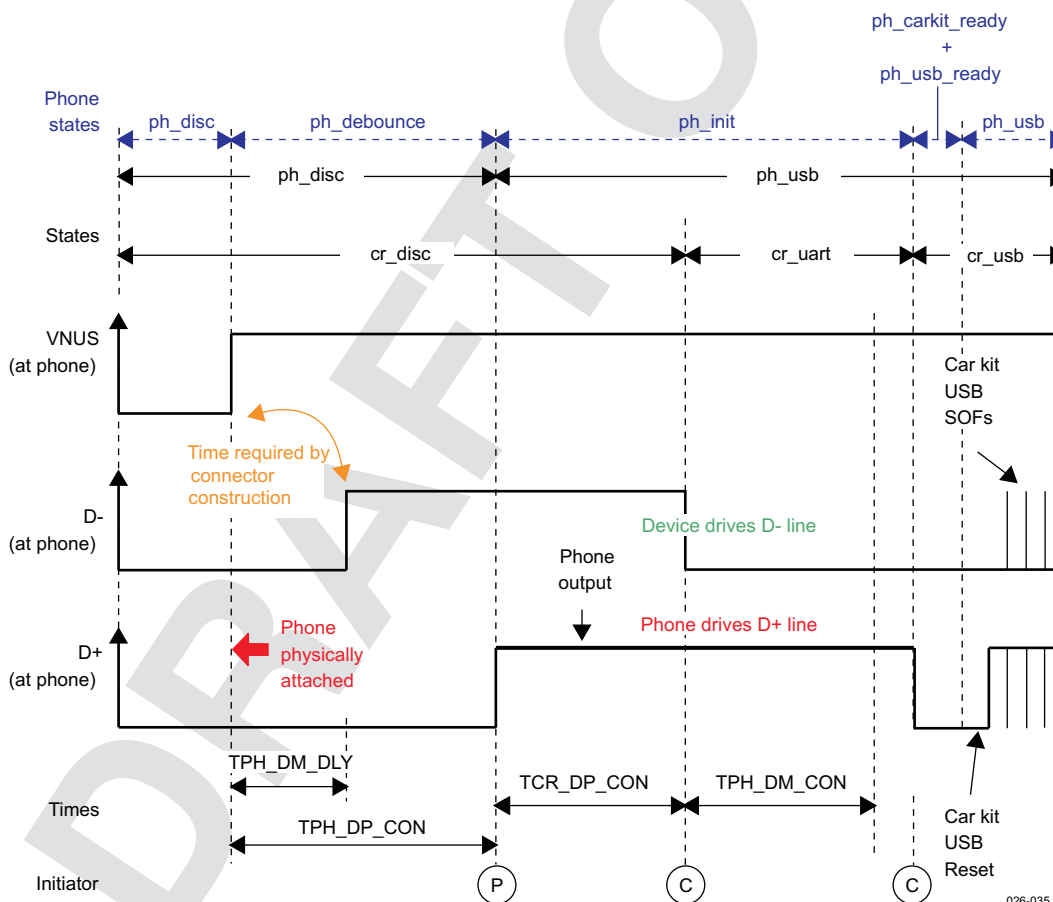 ph_carkit_ready
+
ph_usb_ready
Phone
states
ph_disc
ph_debounce
ph_init
ph_usb
ph_disc
ph_usb
States
cr_disc
cr_uart
cr_usb
VNUS
(at phone)
Car kit
USB
SOFs
Time required by
connector
construction
D-
(at phone)
Device drives D- line
Phone
output
Phone drives D+ line
D+
(at phone)
Phone
physically
attached
TPH_DM_DLY
TCR_DP_CON
TPH_DM_CON
Times
TPH_DP_CON
Car kit
USB
Reset
Initiator
P
C
C
026-035
DRAFT O